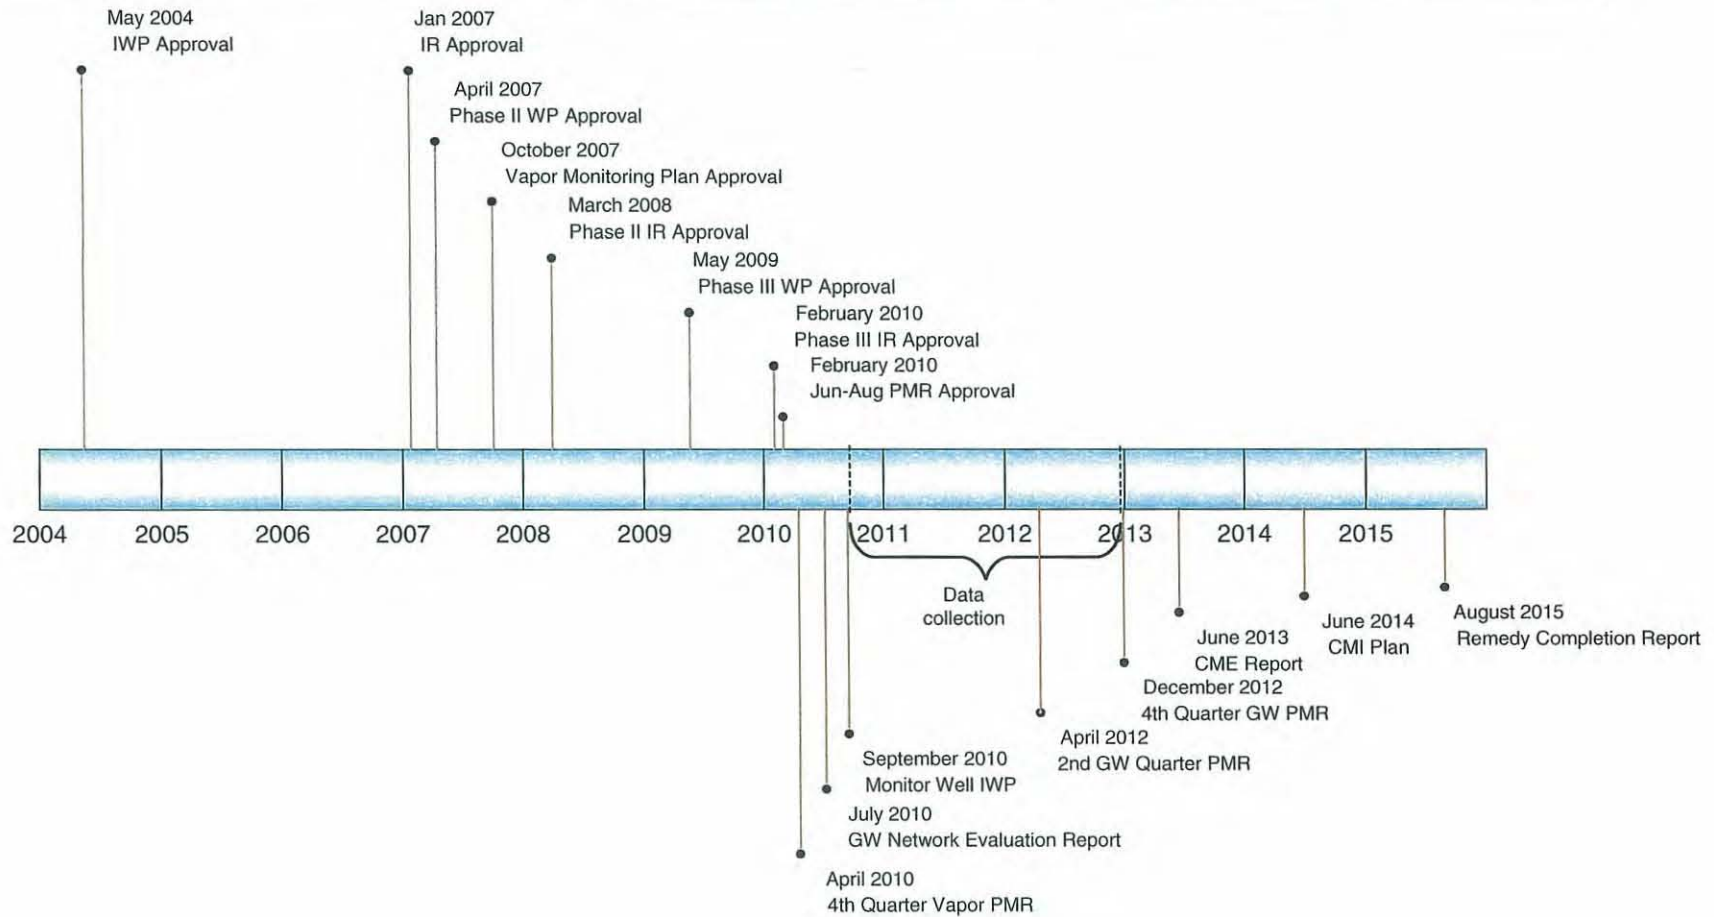 May 2004
IWP Approval
Jan 2007
IR Approval
April 2007
Phase II WP Approval
October 2007
Vapor Monitoring Plan Approval
March 2008
Phase II IR Approval
May 2009
Phase III WP Approval
February 2010
Phase III IR Approval
February 2010
Jun-Aug PMR Approval
2004 2005 2006 2007 2008 2009 2010 2011 2012 2013 2014 2015
Data
collection
August 2015
Remedy Completion Report
June 2014
CMI Plan
June 2013
CME Report
December 2012
4th Quarter GW PMR
April 2012
2nd GW Quarter PMR
September 2010
Monitor Well IWP
July 2010
GW Network Evaluation Report
April 2010
4th Quarter Vapor PMR